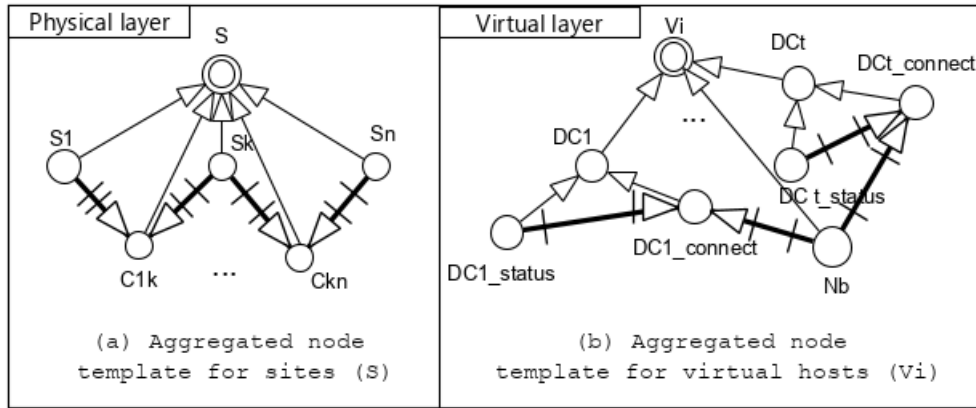 Physical layer
S
S1
Sk
Sn
C1k
...
Ckn
(a) Aggregated node
template for sites (S)
Virtual layer
Vi
DCt
DCt_connect
...
DC1
DC t_status
DC1_status
DC1_connect
Nb
(b) Aggregated node
template for virtual hosts (Vi)